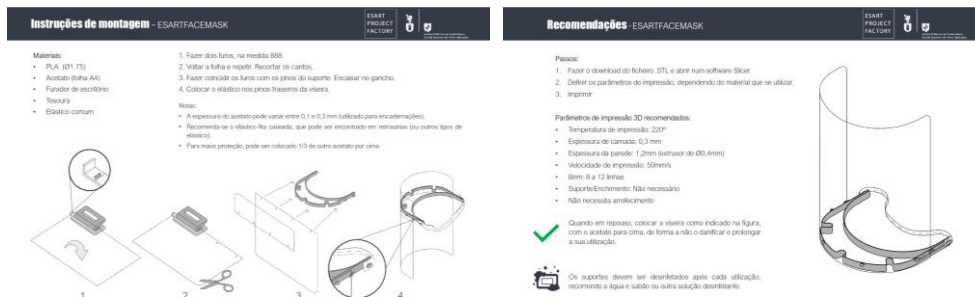 Instruções de montagem - ESARTFACEMASK
ESART
PROJECT
FACTORY
Materiais:
• PLA (Ø1.75)
• Acetato (folha A4)
• Furador de escritório
• Tesoura
• Elástico comum
1. Fazer dois furos, na medida 888.
2. Voltar a folha e repetir. Recortar os cantos.
3. Fazer coincidir os furos com os pinos do suporte. Encaixar no gancho.
4. Colocar o elástico nos pinos traseiros da viseira.
Notas:
• A espessura do acetato pode variar entre 0,1 e 0,3 mm (utilizado para encadernações).
• Recomenda-se o elástico fita caseada, que pode ser encontrado em retrosarias (ou outros tipos de
elástico).
• Para maior proteção, pode ser colocado 1/3 de outro acetato por cima.
1
2
3
4
Recomendações -ESARTFACEMASK
ESART
PROJECT
FACTORY
Passos:
1. Fazer o download do ficheiro .STL e abrir num software Slicer.
2. Definir os parâmetros de impressão, dependendo do material que se utilizar.
3. Imprimir
Parâmetros de impressão 3D recomendados:
• Temperatura de impressão: 220º
• Espessura de camada: 0,3 mm
• Espessura da parede: 1,2mm (extrusor de Ø0,4mm)
• Velocidade de impressão: 50mm/s
• Brim: 8 a 12 linhas
• Suporte/Enchimento: Não necessário
• Não necessita arrefecimento
Quando em repouso, colocar a viseira como indicado na figura,
com o acetato para cima, de forma a não o danificar e prolongar
a sua utilização.
Os suportes devem ser desinfetados após cada utilização,
recorrendo a água e sabão ou outra solução desinfetante.